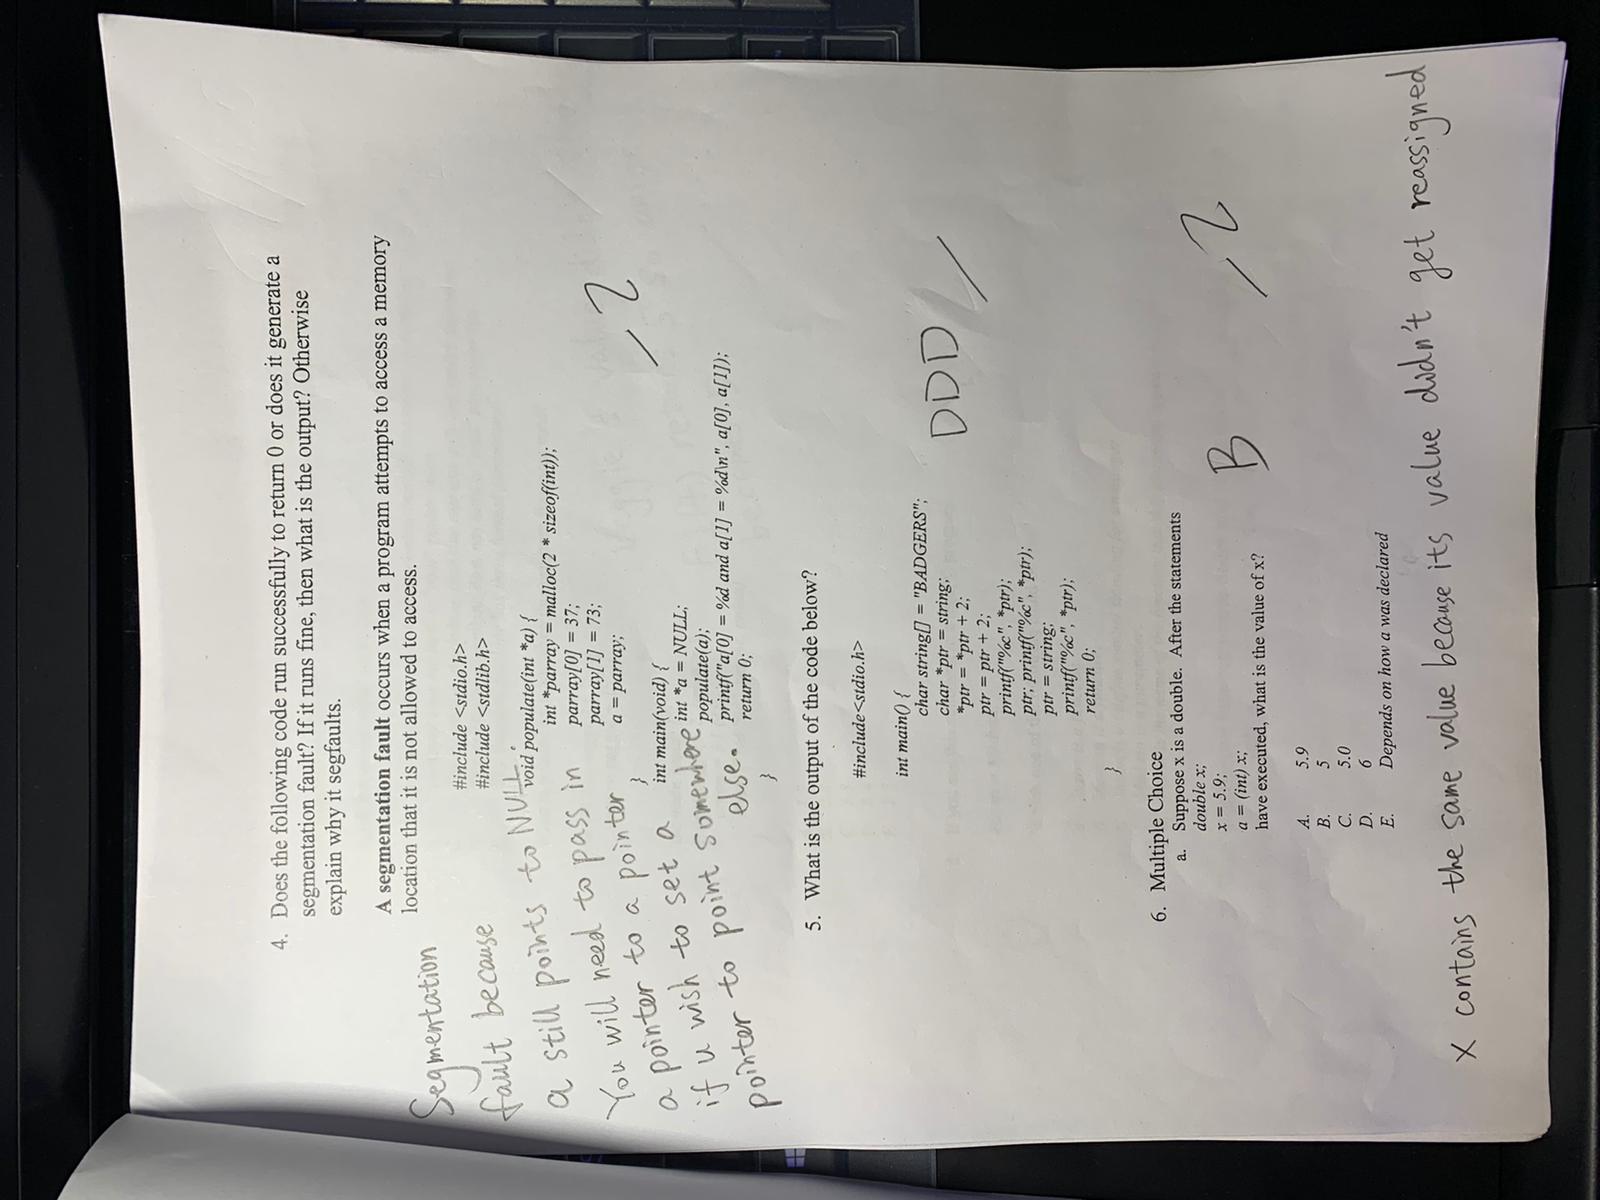 4. Does the following code run successfully to return 0 or does it generate a
segmentation fault? If it runs fine, then what is the output? Otherwise
explain why it segfaults.
A segmentation fault occurs when a program attempts to access a memory
location that it is not allowed to access.
#include <stdio.h>
#include <stdlib.h>
void populate(int *a) {
int *parray = malloc(2 * sizeof(int));
parray[0] = 37;
parray[1] = 73;
a = parray;
}
int main(void) {
int *a = NULL;
populate(a);
printf("a[0] = %d and a[1] = %d\n", a[0], a[1]);
return 0;
}
Segmentation
fault because
a still points to NULL.
You will need to pass in
a pointer to a pointer
if u wish to set a
pointer to point somewhere
else.
5. What is the output of the code below?
#include<stdio.h>
int main() {
char string[] = "BADGERS";
char *ptr = string;
*ptr = *ptr + 2;
ptr = ptr + 2;
printf("%c", *ptr);
ptr; printf("%c", *ptr);
ptr = string;
printf("%c", *ptr);
return 0;
}
DDD
6. Multiple Choice
a. Suppose x is a double. After the statements
double x;
x = 5.9;
a = (int) x;
have executed, what is the value of x?
B
A. 5.9
B. 5
C. 5.0
D. 6
E. Depends on how a was declared
x contains the same value because its value didn't get reassigned